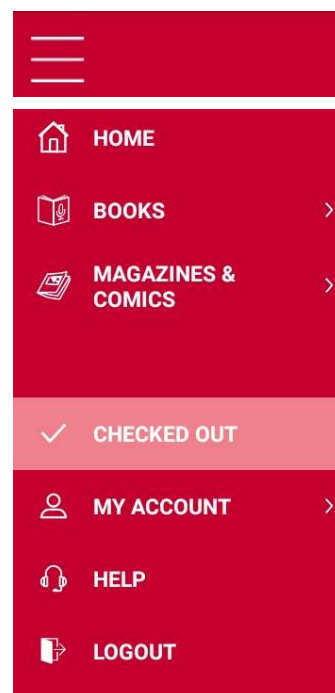 HOME
BOOKS
MAGAZINES &
COMICS
CHECKED OUT
MY ACCOUNT
HELP
LOGOUT